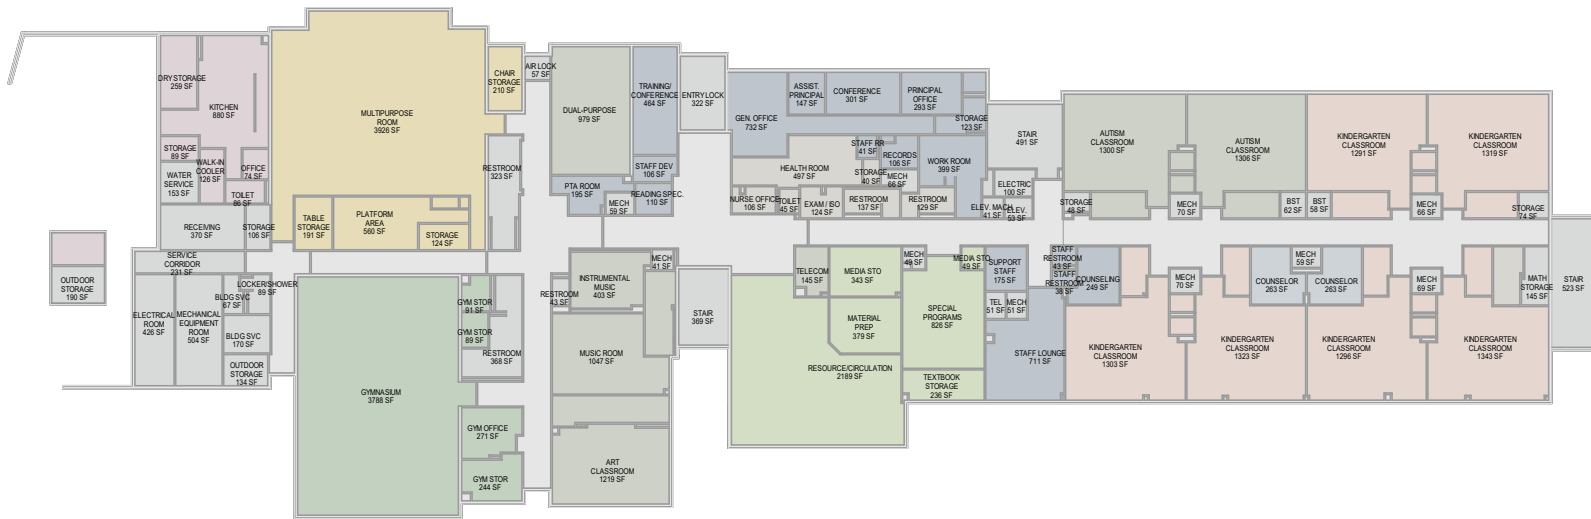 DRY STORAGE
259 SF
KITCHEN
880 SF
STORAGE
89 SF
WALK-IN
COOLER
126 SF
OFFICE
74 SF
WATER
SERVICE
153 SF
TOILET
86 SF
RECEIVING
370 SF
STORAGE
106 SF
SERVICE
CORRIDOR
231 SF
OUTDOOR
STORAGE
190 SF
ELECTRICAL
ROOM
426 SF
MECHANICAL
EQUIPMENT
ROOM
504 SF
LOCKER/SHOWER
89 SF
BLDG SVC
67 SF
BLDG SVC
170 SF
OUTDOOR
STORAGE
134 SF
MULTIPURPOSE
ROOM
3926 SF
TABLE
STORAGE
191 SF
PLATFORM
AREA
560 SF
STORAGE
124 SF
CHAIR
STORAGE
210 SF
AIR LOCK
57 SF
RESTROOM
323 SF
GYMNASIUM
3788 SF
GYM STOR
91 SF
GYM STOR
89 SF
RESTROOM
368 SF
GYM OFFICE
271 SF
GYM STOR
244 SF
DUAL-PURPOSE
979 SF
TRAINING/
CONFERENCE
464 SF
STAFF DEV
106 SF
PTA ROOM
195 SF
READING SPEC.
110 SF
MECH
59 SF
ENTRY LOCK
322 SF
INSTRUMENTAL
MUSIC
403 SF
MECH
41 SF
RESTROOM
43 SF
MUSIC ROOM
1047 SF
ART
CLASSROOM
1219 SF
STAIR
369 SF
GEN. OFFICE
732 SF
ASSIST.
PRINCIPAL
147 SF
CONFERENCE
301 SF
PRINCIPAL
OFFICE
293 SF
STORAGE
123 SF
HEALTH ROOM
497 SF
STAFF RR
41 SF
STORAGE
40 SF
RECORDS
106 SF
MECH
66 SF
WORK ROOM
399 SF
NURSE OFFICE
106 SF
TOILET
45 SF
EXAM / ISO
124 SF
RESTROOM
137 SF
RESTROOM
129 SF
STAIR
491 SF
ELECTRIC
100 SF
ELEV. MACH
41 SF
ELEV.
53 SF
TELECOM
145 SF
MEDIA STO
343 SF
MATERIAL
PREP
379 SF
RESOURCE/CIRCULATION
2189 SF
MECH
49 SF
MEDIA STO
49 SF
SPECIAL
PROGRAMS
826 SF
TEXTBOOK
STORAGE
236 SF
SUPPORT
STAFF
175 SF
TEL
51 SF
MECH
51 SF
STAFF LOUNGE
711 SF
STAFF
RESTROOM
43 SF
STAFF
RESTROOM
38 SF
COUNSELING
249 SF
AUTISM
CLASSROOM
1300 SF
STORAGE
48 SF
MECH
70 SF
AUTISM
CLASSROOM
1306 SF
BST
62 SF
BST
58 SF
KINDERGARTEN
CLASSROOM
1291 SF
MECH
66 SF
KINDERGARTEN
CLASSROOM
1319 SF
STORAGE
74 SF
MECH
70 SF
COUNSELOR
263 SF
MECH
59 SF
COUNSELOR
263 SF
MECH
69 SF
MATH
STORAGE
145 SF
STAIR
523 SF
KINDERGARTEN
CLASSROOM
1303 SF
KINDERGARTEN
CLASSROOM
1323 SF
KINDERGARTEN
CLASSROOM
1296 SF
KINDERGARTEN
CLASSROOM
1343 SF